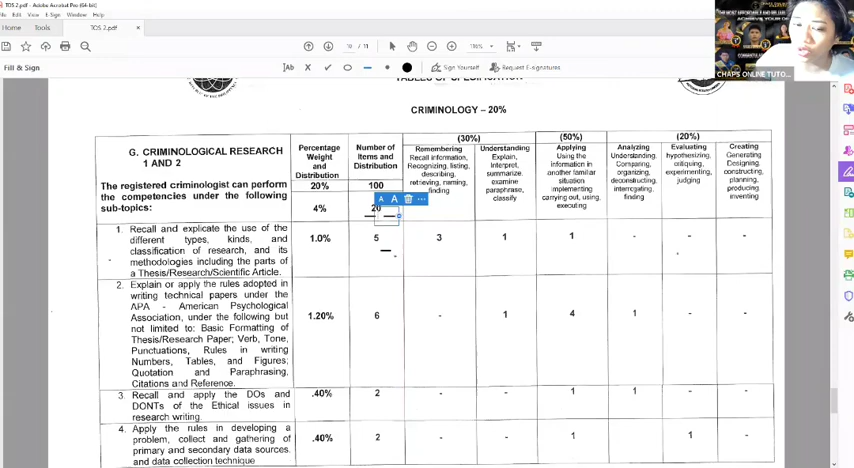 TOS 2.pdf - Adobe Acrobat Pro (64-bit)
File Edit View E-Sign Window Help
Home Tools TOS 2.pdf ×
10 / 11
Fill & Sign
Sign Yourself Request E-signatures
CHAPS ONLINE TUTO...
TABLES OF SPECIFICATION
CRIMINOLOGY – 20%
G. CRIMINOLOGICAL RESEARCH
1 AND 2
The registered criminologist can perform
the competencies under the following
sub-topics:
Percentage
Weight
and
Distribution
20%
4%
Number of
Items and
Distribution
100
20
(30%)
Remembering
Recall information,
Recognizing, listing,
describing,
retrieving, naming,
finding
Understanding
Explain,
Interpret,
summarize.
examine
paraphrase,
classify
(50%)
Applying
Using the
information in
another familiar
situation
implementing
carrying out, using,
executing
(20%)
Analyzing
Understanding.
Comparing,
organizing,
deconstructing,
interrogating,
finding
Evaluating
hypothesizing,
critiquing,
experimenting,
judging
Creating
Generating
Designing
constructing,
planning,
producing
inventing
1. Recall and explicate the use of the
different types, kinds, and
classification of research, and its
methodologies including the parts of
a Thesis/Research/Scientific Article.
1.0% 5 3 1 1 - - -
2. Explain or apply the rules adopted in
writing technical papers under the
APA - American Psychological
Association, under the following but
not limited to: Basic Formatting of
Thesis/Research Paper; Verb, Tone,
Punctuations, Rules in writing
Numbers, Tables, and Figures;
Quotation and Paraphrasing,
Citations and Reference.
1.20% 6 - 1 4 1 - -
3. Recall and apply the DOs and
DONTs of the Ethical issues in
research writing.
.40% 2 - - 1 1 - -
4. Apply the rules in developing a
problem, collect and gathering of
primary and secondary data sources.
and data collection technique
.40% 2 - - 1 1 -